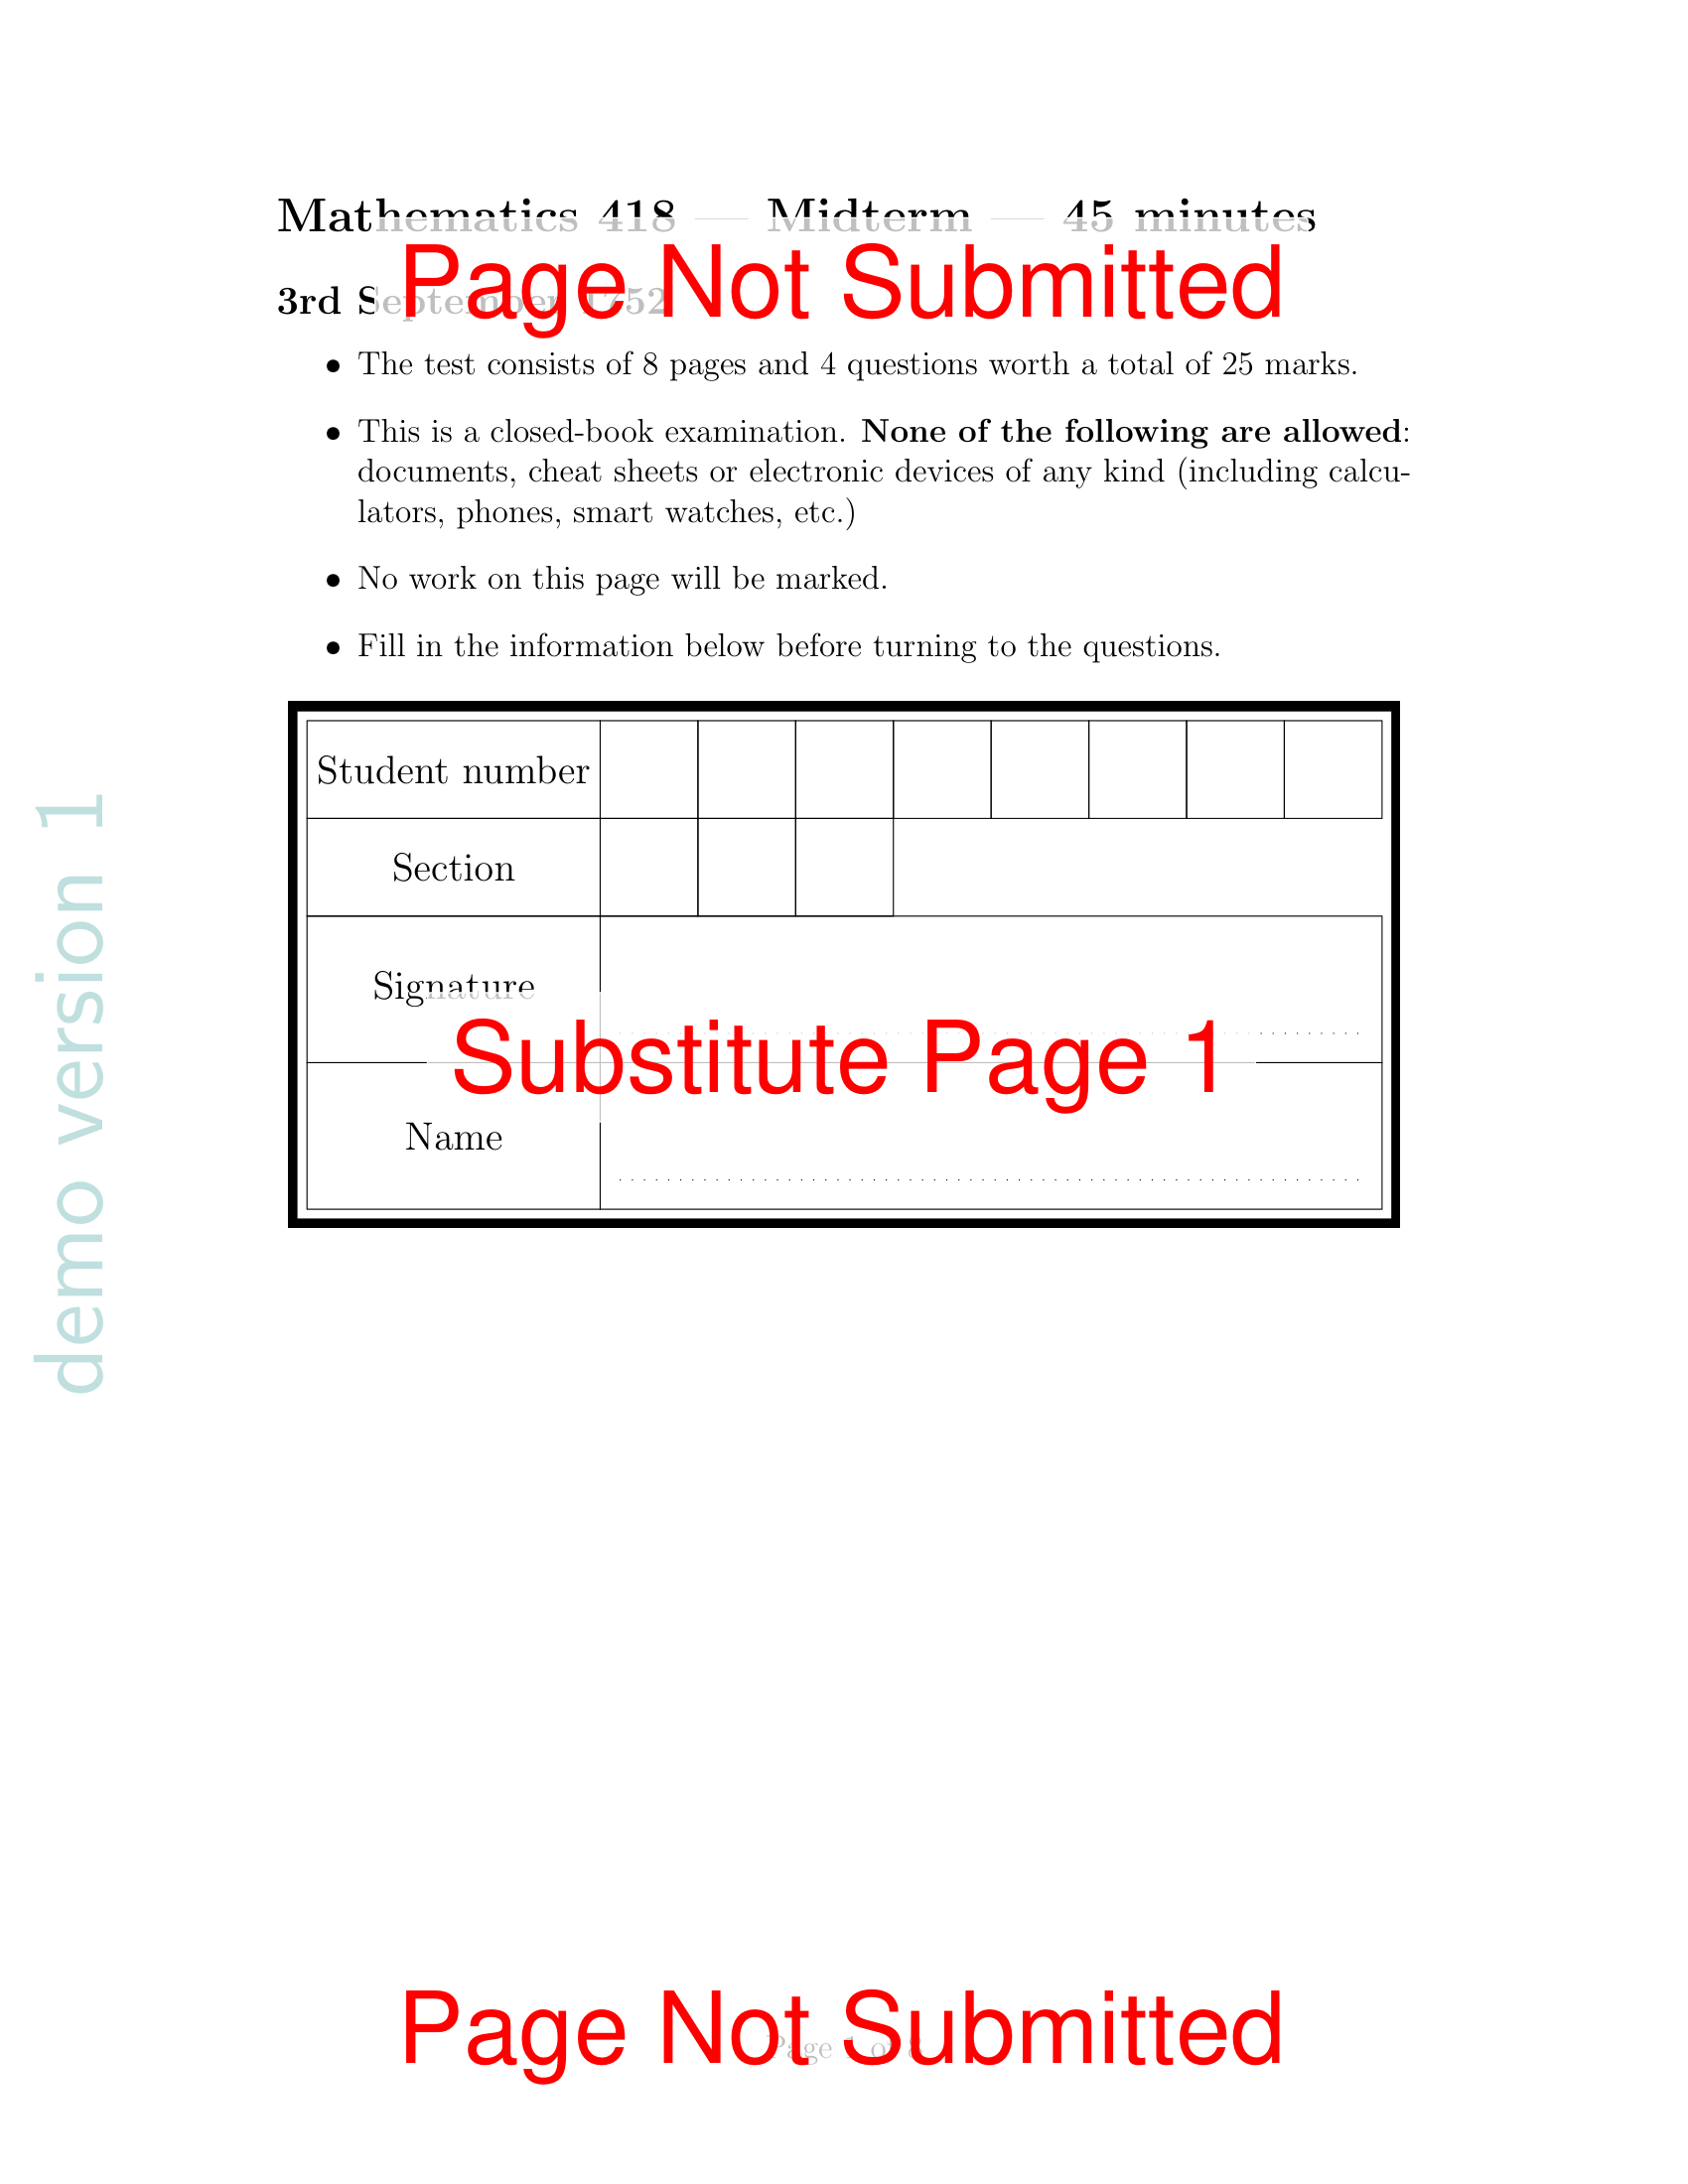 Mathematics 418 — Midterm — 45 minutes
Page Not Submitted
3rd September 1752
• The test consists of 8 pages and 4 questions worth a total of 25 marks.
• This is a closed-book examination. None of the following are allowed:
documents, cheat sheets or electronic devices of any kind (including calcu-
lators, phones, smart watches, etc.)
• No work on this page will be marked.
• Fill in the information below before turning to the questions.
Student number
Section
Signature
Substitute Page 1
Name
demo version 1
Page Not Submitted
Page 1 of 8